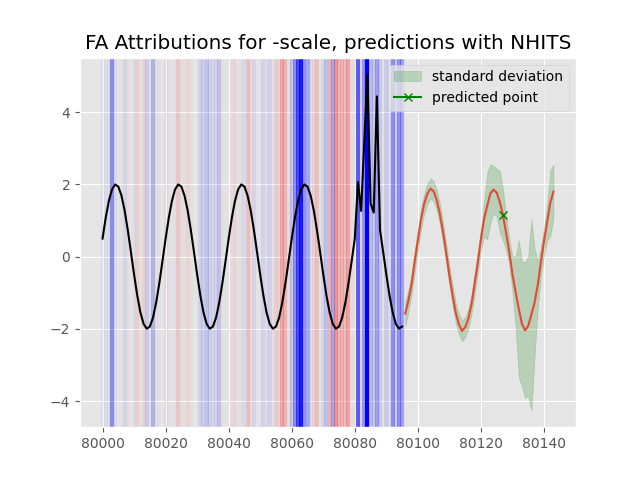 FA Attributions for -scale, predictions with NHITS
standard deviation
predicted point
4
2
0
−2
−4
80000 80020 80040 80060 80080 80100 80120 80140